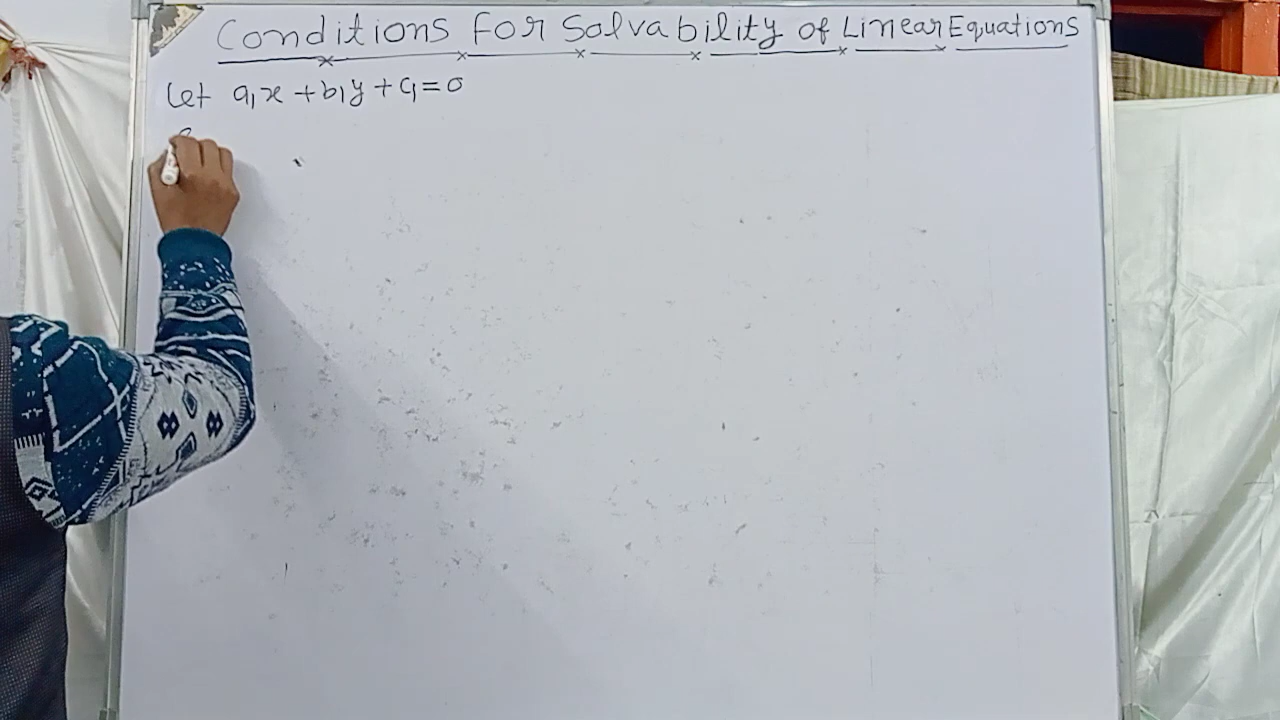 Conditions For Solvability of Linear Equations
Let a₁x + b₁y + c₁ = 0